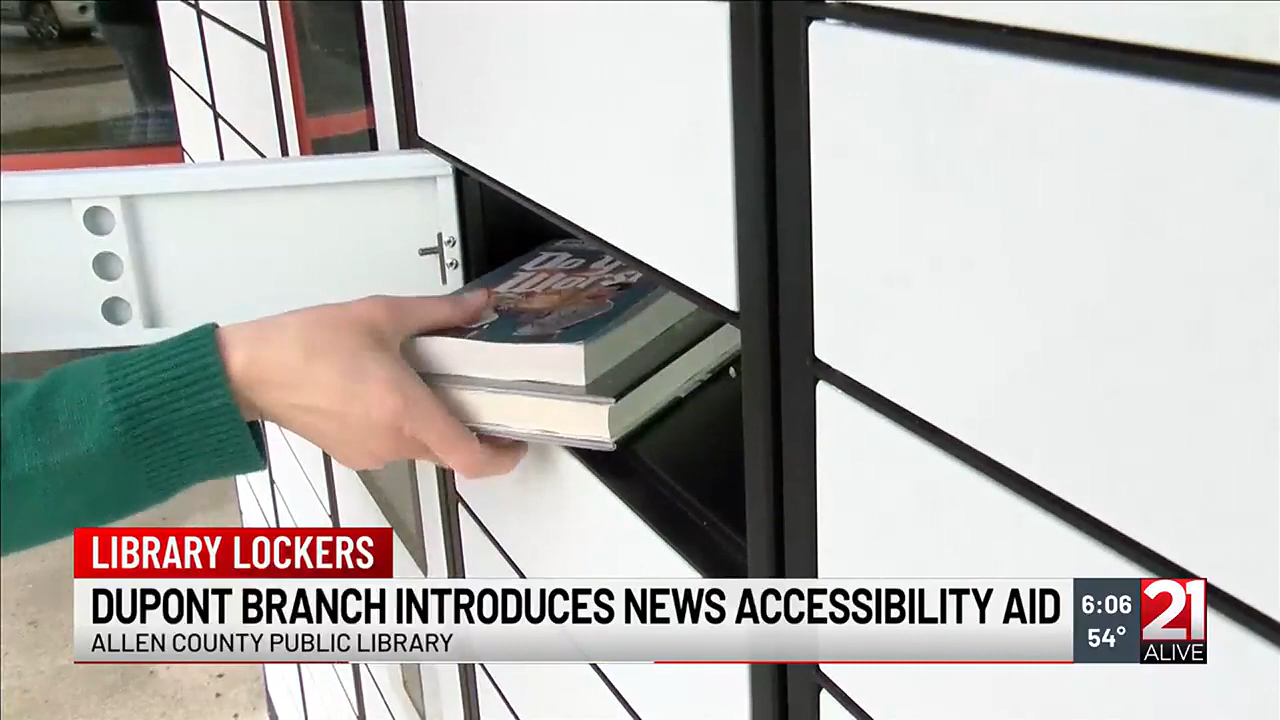 LIBRARY LOCKERS
DUPONT BRANCH INTRODUCES NEWS ACCESSIBILITY AID
ALLEN COUNTY PUBLIC LIBRARY
6:06
54°
21
ALIVE